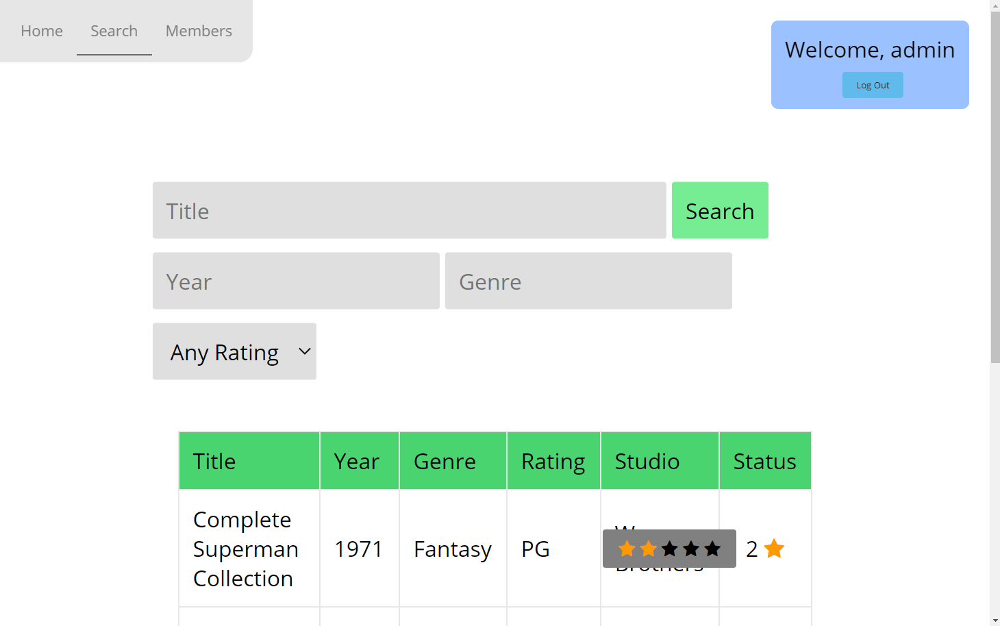 Home Search Members
Welcome, admin
Log Out
Title Search
Year Genre
Any Rating
Title Year Genre Rating Studio Status
Complete
Superman
Collection
1971 Fantasy PG 2